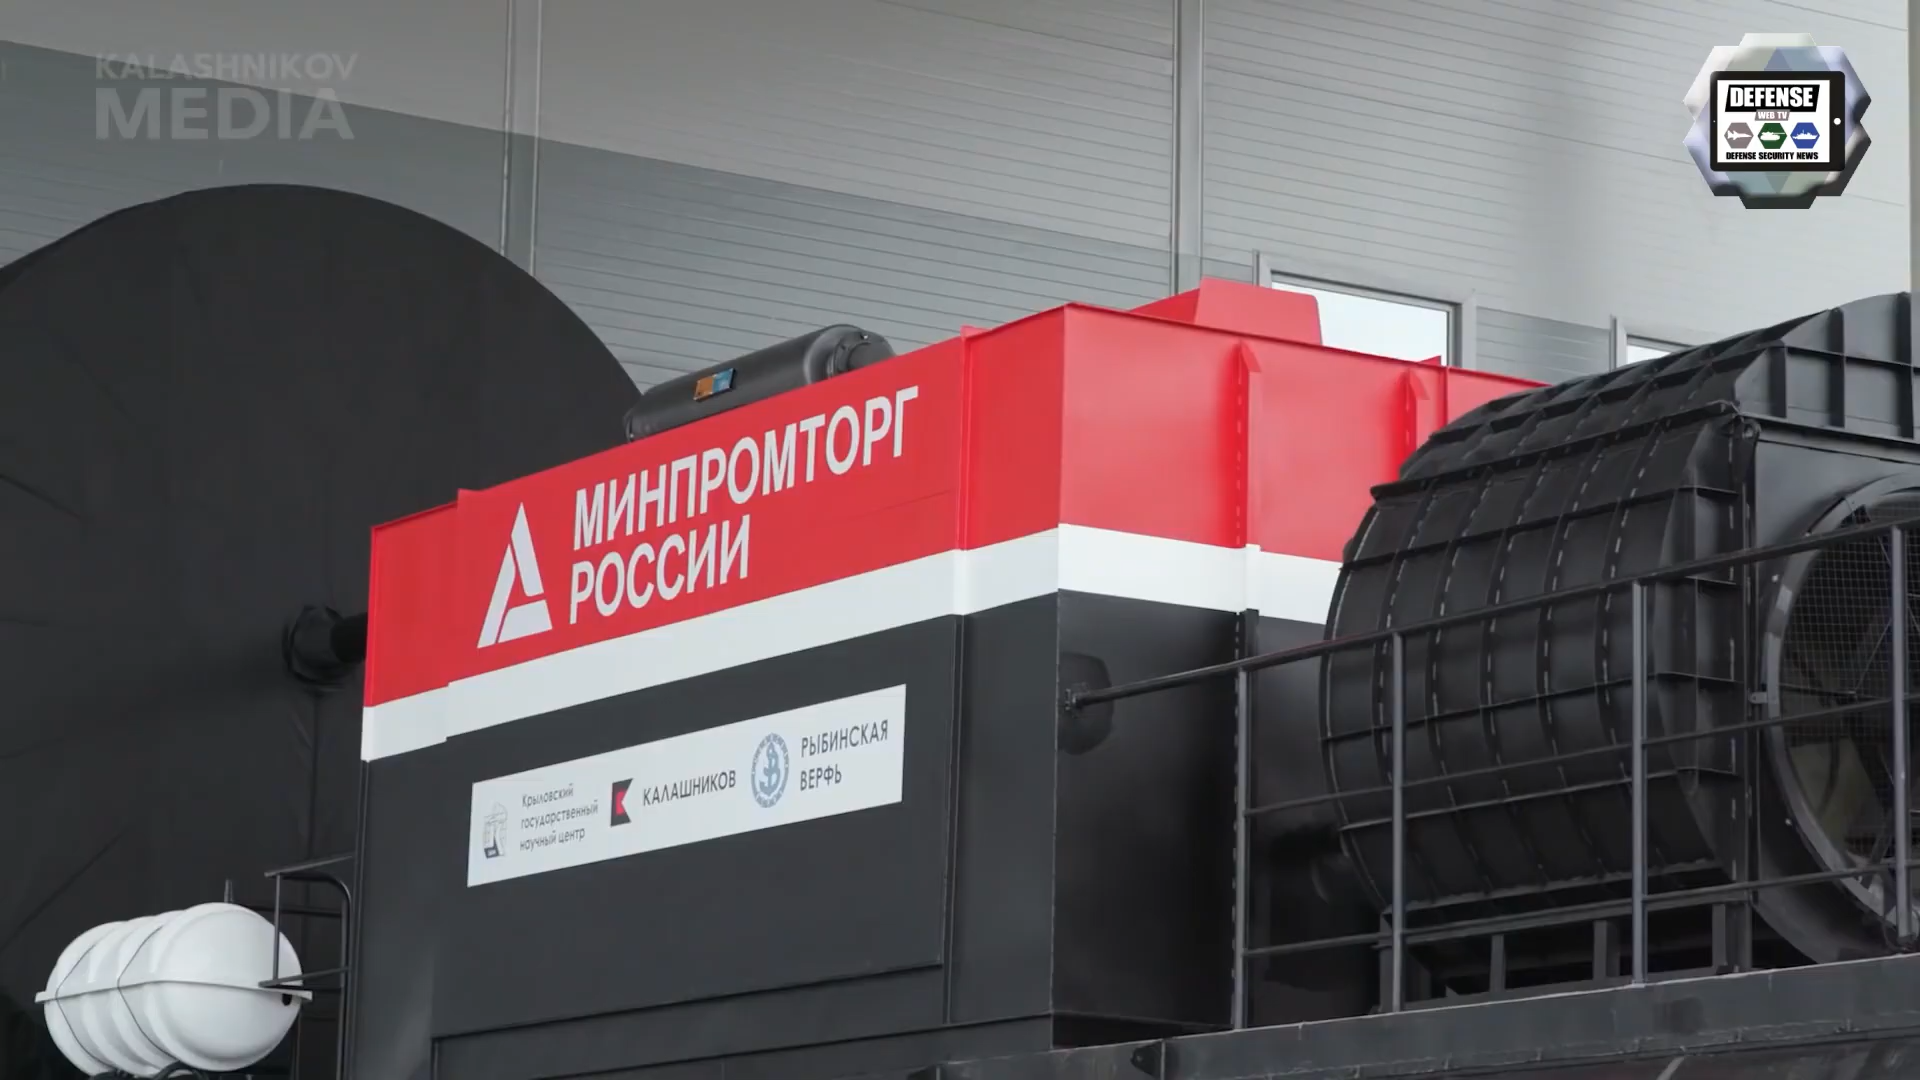 KALASHNIKOV
MEDIA
DEFENSE
WEB TV
DEFENSE SECURITY NEWS
МИНПРОМТОРГ
РОССИИ
Крыловский
государственный
научный центр
КАЛАШНИКОВ
РЫБИНСКАЯ
ВЕРФЬ